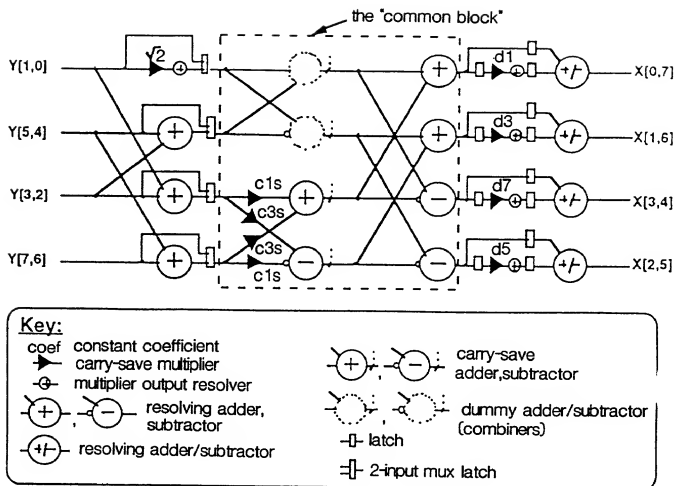 the "common block"
Y[1,0] √2 d1 X[0,7]
Y[5,4] d3 X[1,6]
Y[3,2] c1s d7 X[3,4]
c3s
c3s
Y[7,6] c1s d5 X[2,5]
Key:
coef constant coefficient
carry-save multiplier
multiplier output resolver
resolving adder,
subtractor
resolving adder/subtractor
carry-save
adder,subtractor
dummy adder/subtractor
(combiners)
latch
2-input mux latch